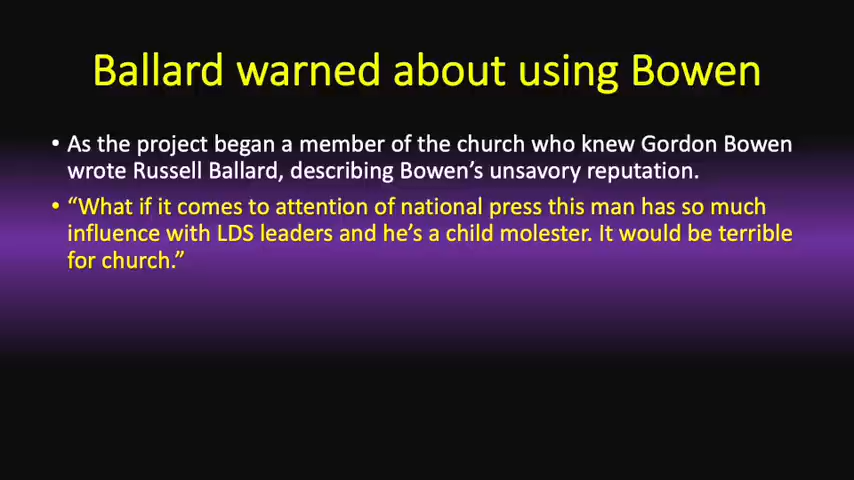 Ballard warned about using Bowen
• As the project began a member of the church who knew Gordon Bowen
wrote Russell Ballard, describing Bowen’s unsavory reputation.
• “What if it comes to attention of national press this man has so much
influence with LDS leaders and he’s a child molester. It would be terrible
for church.”